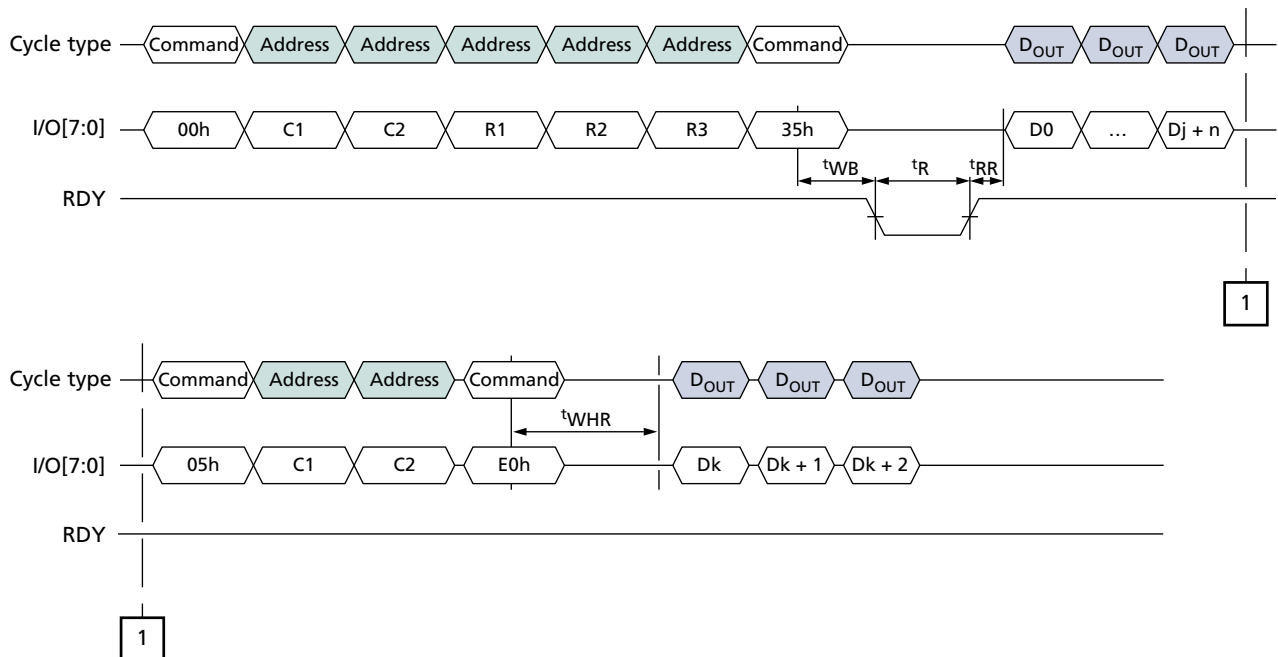 Cycle type Command Address Address Address Address Address Command DOUT DOUT DOUT
I/O[7:0] 00h C1 C2 R1 R2 R3 35h D0 … Dj + n
tWB tR tRR
RDY
1
Cycle type Command Address Address Command DOUT DOUT DOUT
tWHR
I/O[7:0] 05h C1 C2 E0h Dk Dk + 1 Dk + 2
RDY
1